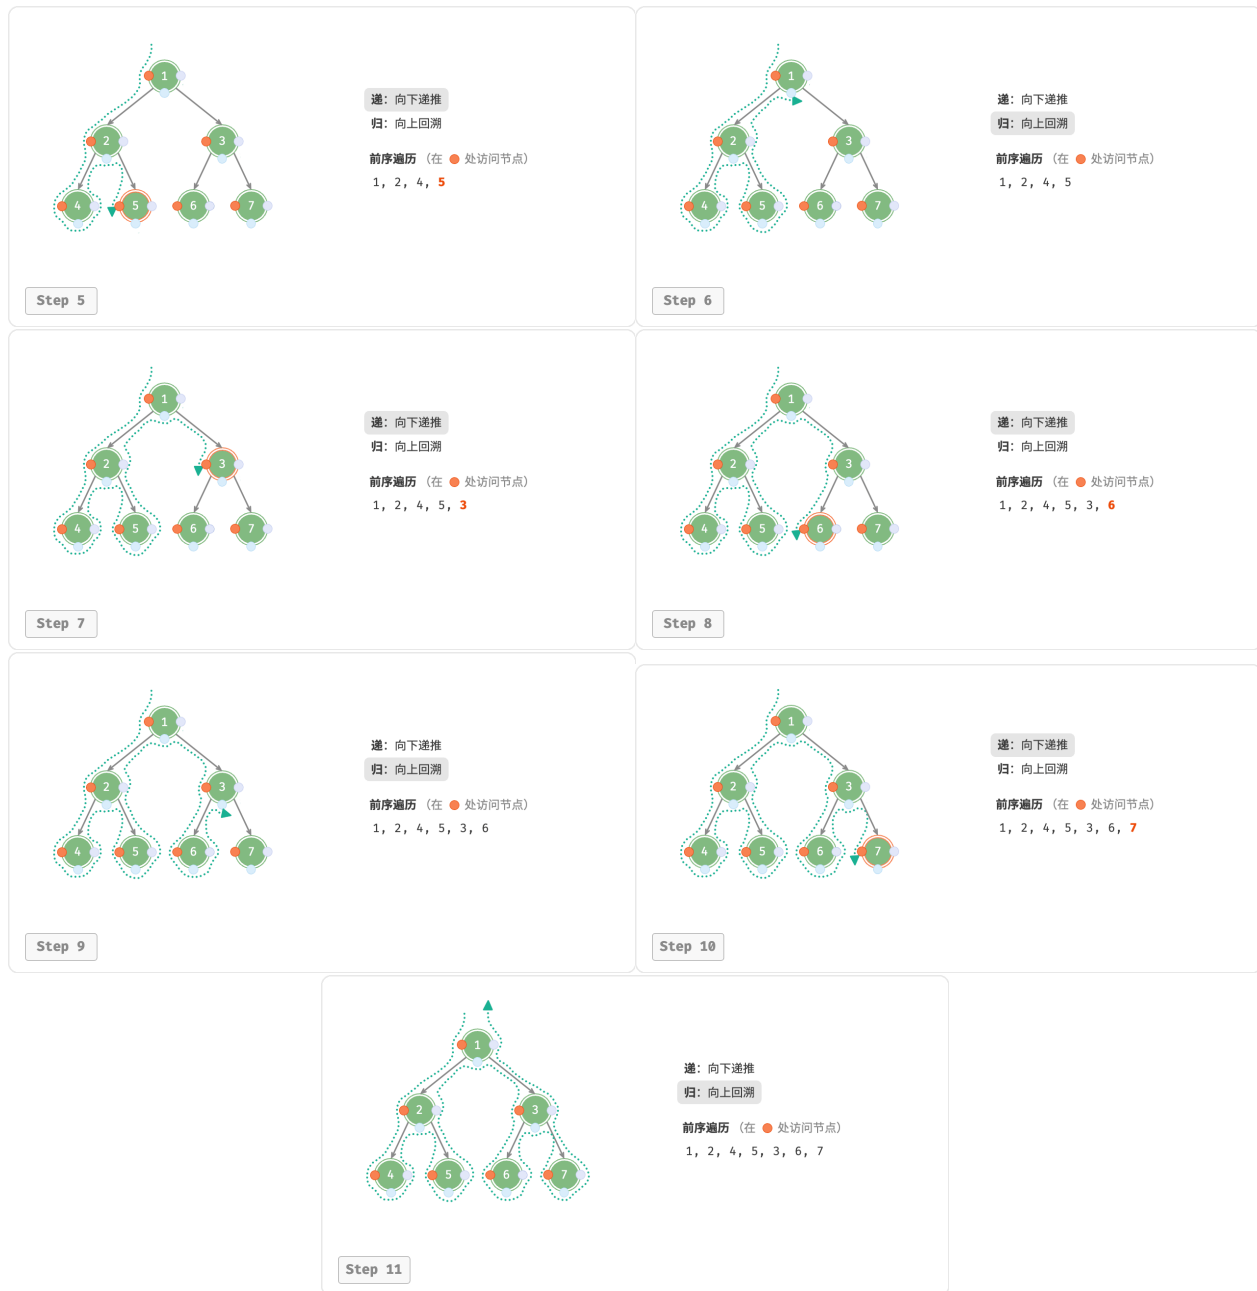 1
2
3
4
5
6
7
递：向下递推
归：向上回溯
前序遍历（在 处访问节点）
1, 2, 4, 5
Step 5
1
2
3
4
5
6
7
递：向下递推
归：向上回溯
前序遍历（在 处访问节点）
1, 2, 4, 5
Step 6
1
2
3
4
5
6
7
递：向下递推
归：向上回溯
前序遍历（在 处访问节点）
1, 2, 4, 5, 3
Step 7
1
2
3
4
5
6
7
递：向下递推
归：向上回溯
前序遍历（在 处访问节点）
1, 2, 4, 5, 3, 6
Step 8
1
2
3
4
5
6
7
递：向下递推
归：向上回溯
前序遍历（在 处访问节点）
1, 2, 4, 5, 3, 6
Step 9
1
2
3
4
5
6
7
递：向下递推
归：向上回溯
前序遍历（在 处访问节点）
1, 2, 4, 5, 3, 6, 7
Step 10
1
2
3
4
5
6
7
递：向下递推
归：向上回溯
前序遍历（在 处访问节点）
1, 2, 4, 5, 3, 6, 7
Step 11